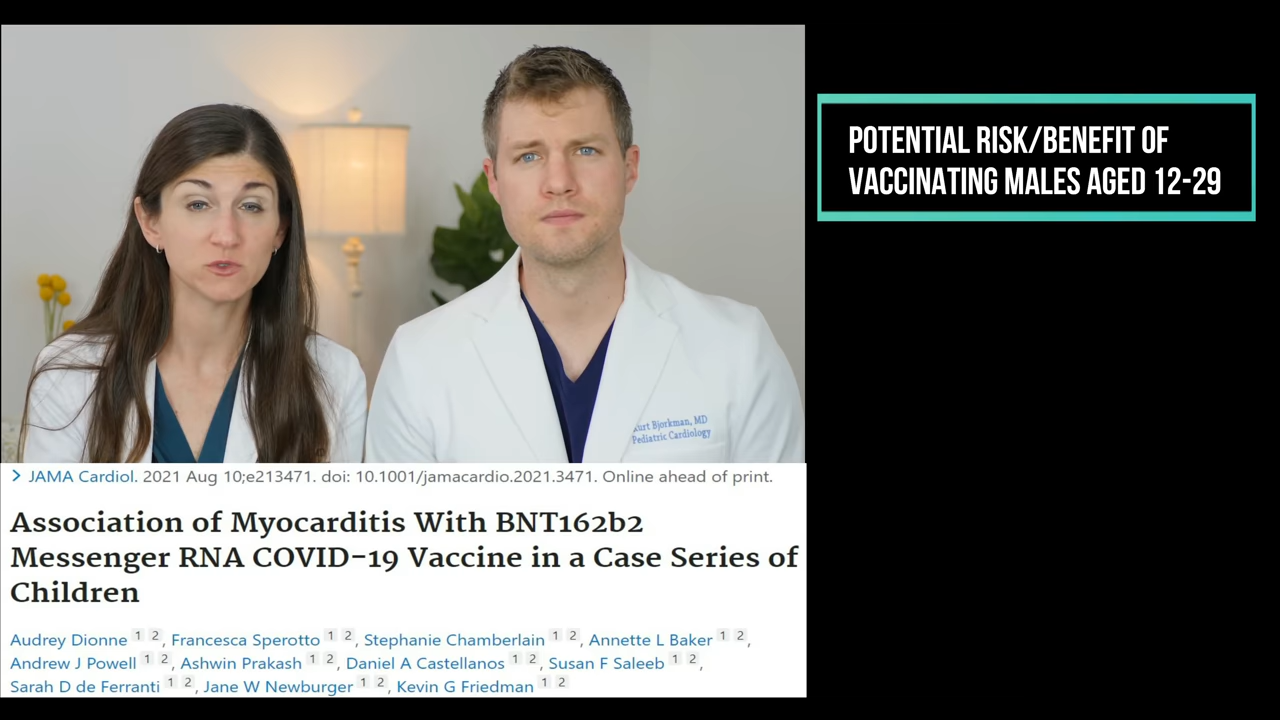 POTENTIAL RISK/BENEFIT OF
VACCINATING MALES AGED 12-29
Kurt Bjorkman, MD
Pediatric Cardiology
> JAMA Cardiol. 2021 Aug 10;e213471. doi: 10.1001/jamacardio.2021.3471. Online ahead of print.
Association of Myocarditis With BNT162b2
Messenger RNA COVID-19 Vaccine in a Case Series of
Children
Audrey Dionne 1 2, Francesca Sperotto 1 2, Stephanie Chamberlain 1 2, Annette L Baker 1 2,
Andrew J Powell 1 2, Ashwin Prakash 1 2, Daniel A Castellanos 1 2, Susan F Saleeb 1 2,
Sarah D de Ferranti 1 2, Jane W Newburger 1 2, Kevin G Friedman 1 2